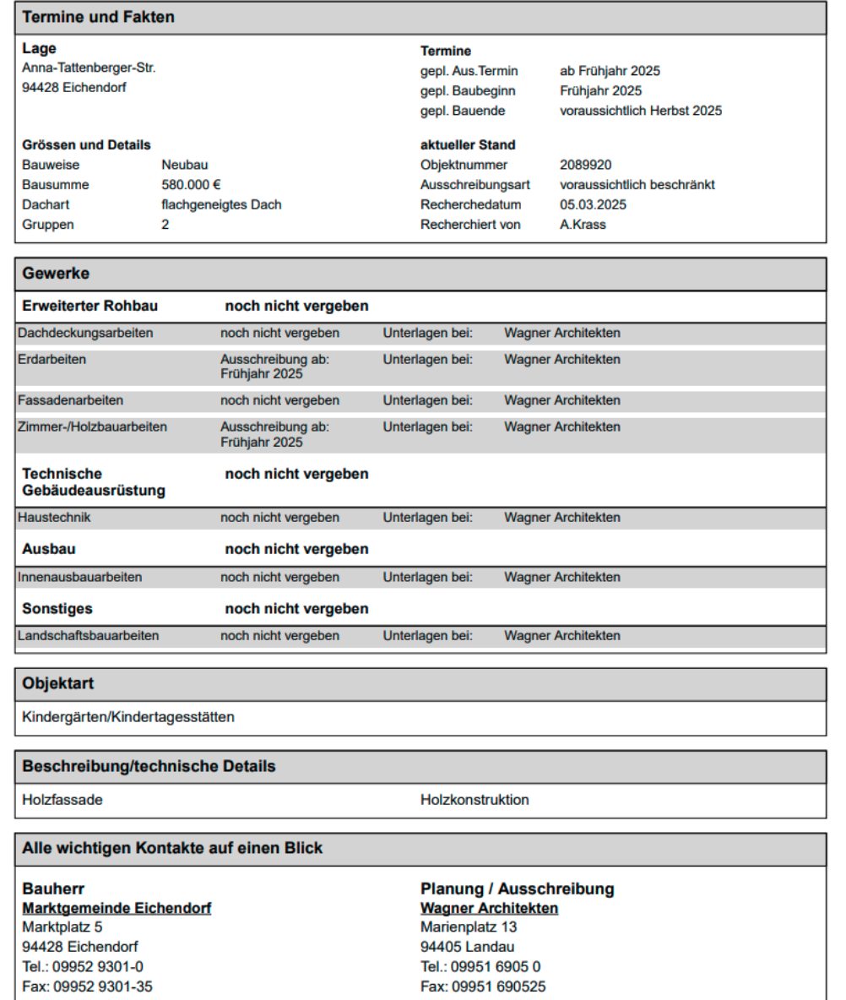 Termine und Fakten
Lage
Anna-Tattenberger-Str.
94428 Eichendorf
Termine
gepl. Aus.Termin ab Frühjahr 2025
gepl. Baubeginn Frühjahr 2025
gepl. Bauende voraussichtlich Herbst 2025
Grössen und Details
Bauweise Neubau
Bausumme 580.000 €
Dachart flachgeneigtes Dach
Gruppen 2
aktueller Stand
Objektnummer 2089920
Ausschreibungsart voraussichtlich beschränkt
Recherchedatum 05.03.2025
Recherchiert von A.Krass
Gewerke
Erweiterter Rohbau noch nicht vergeben
Dachdeckungsarbeiten noch nicht vergeben Unterlagen bei: Wagner Architekten
Erdarbeiten Ausschreibung ab: Unterlagen bei: Wagner Architekten
Frühjahr 2025
Fassadenarbeiten noch nicht vergeben Unterlagen bei: Wagner Architekten
Zimmer-/Holzbauarbeiten Ausschreibung ab: Unterlagen bei: Wagner Architekten
Frühjahr 2025
Technische noch nicht vergeben
Gebäudeausrüstung
Haustechnik noch nicht vergeben Unterlagen bei: Wagner Architekten
Ausbau noch nicht vergeben
Innenausbauarbeiten noch nicht vergeben Unterlagen bei: Wagner Architekten
Sonstiges noch nicht vergeben
Landschaftsbauarbeiten noch nicht vergeben Unterlagen bei: Wagner Architekten
Objektart
Kindergärten/Kindertagesstätten
Beschreibung/technische Details
Holzfassade Holzkonstruktion
Alle wichtigen Kontakte auf einen Blick
Bauherr
Marktgemeinde Eichendorf
Marktplatz 5
94428 Eichendorf
Tel.: 09952 9301-0
Fax: 09952 9301-35
Planung / Ausschreibung
Wagner Architekten
Marienplatz 13
94405 Landau
Tel.: 09951 6905 0
Fax: 09951 690525